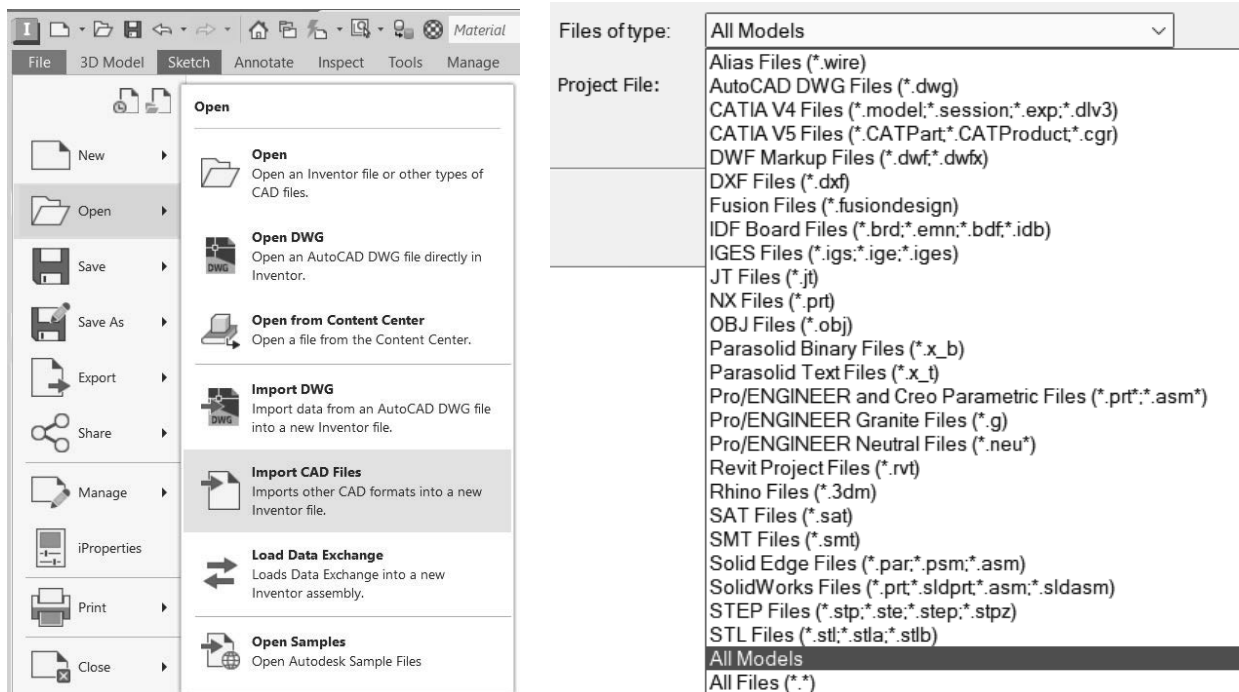 I
Material
File 3D Model Sketch Annotate Inspect Tools Manage
Open
New
Open
Save
Save As
Export
Share
Manage
iProperties
Print
Close
Open
Open an Inventor file or other types of
CAD files.
DWG
Open DWG
Open an AutoCAD DWG file directly in
Inventor.
Open from Content Center
Open a file from the Content Center.
DWG
Import DWG
Import data from an AutoCAD DWG file
into a new Inventor file.
Import CAD Files
Imports other CAD formats into a new
Inventor file.
Load Data Exchange
Loads Data Exchange into a new
Inventor assembly.
Open Samples
Open Autodesk Sample Files
Files of type: All Models
Project File:
Alias Files (*.wire)
AutoCAD DWG Files (*.dwg)
CATIA V4 Files (*.model;*.session;*.exp;*.dlv3)
CATIA V5 Files (*.CATPart;*.CATProduct;*.cgr)
DWF Markup Files (*.dwf;*.dwfx)
DXF Files (*.dxf)
Fusion Files (*.fusiondesign)
IDF Board Files (*.brd;*.emn;*.bdf;*.idb)
IGES Files (*.igs;*.ige;*.iges)
JT Files (*.jt)
NX Files (*.prt)
OBJ Files (*.obj)
Parasolid Binary Files (*.x_b)
Parasolid Text Files (*.x_t)
Pro/ENGINEER and Creo Parametric Files (*.prt*;*.asm*)
Pro/ENGINEER Granite Files (*.g)
Pro/ENGINEER Neutral Files (*.neu*)
Revit Project Files (*.rvt)
Rhino Files (*.3dm)
SAT Files (*.sat)
SMT Files (*.smt)
Solid Edge Files (*.par;*.psm;*.asm)
SolidWorks Files (*.prt;*.sldprt;*.asm;*.sldasm)
STEP Files (*.stp;*.ste;*.step;*.stpz)
STL Files (*.stl;*.stla;*.stlb)
All Models
All Files (*.*)